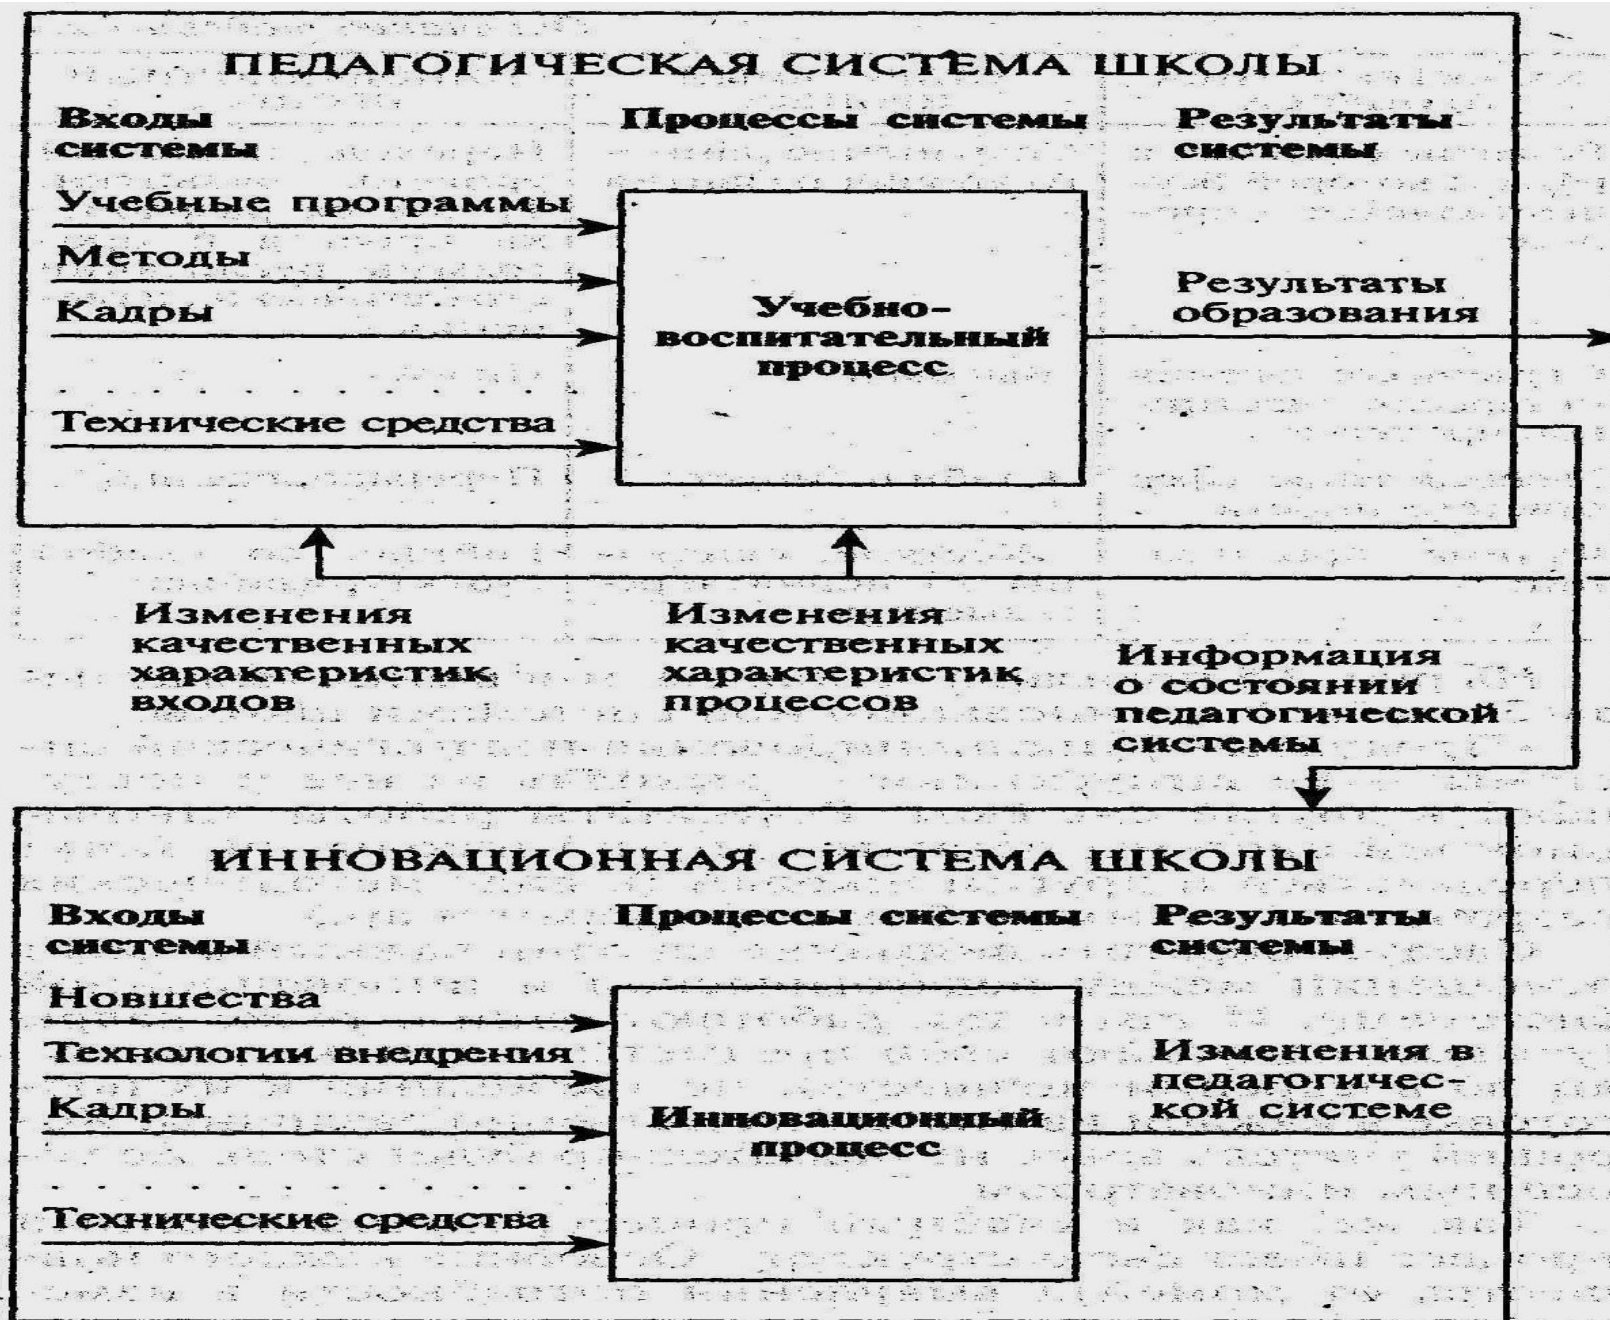 ПЕДАГОГИЧЕСКАЯ СИСТЕМА ШКОЛЫ
Входы
системы
Процессы системы
Результаты
системы
Учебные программы
Методы
Кадры
Технические средства
Учебно-
воспитательный
процесс
Результаты
образования
Изменения
качественных
характеристик
входов
Изменения
качественных
характеристик
процессов
Информация
о состоянии
педагогической
системы
ИННОВАЦИОННАЯ СИСТЕМА ШКОЛЫ
Входы
системы
Процессы системы
Результаты
системы
Новшества
Технологии внедрения
Кадры
Технические средства
Инновационный
процесс
Изменения в
педагогичес-
кой системе